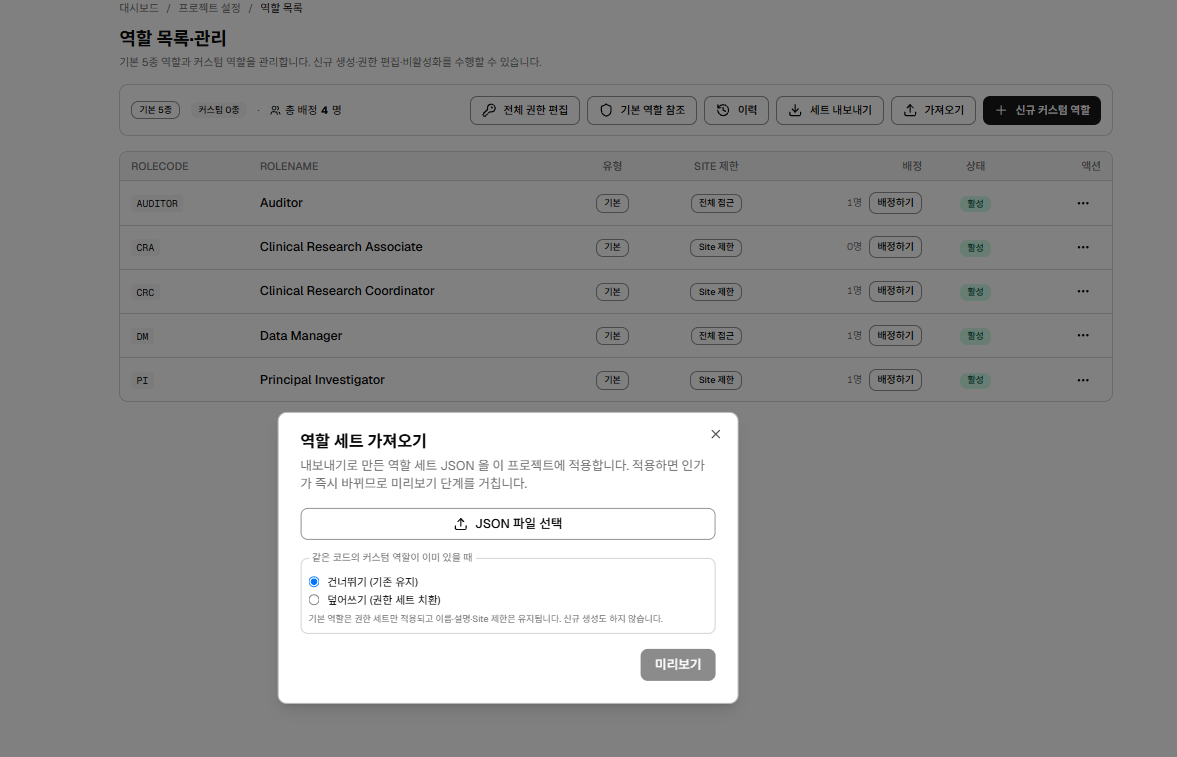 대시보드 / 프로젝트 설정 / 역할 목록
역할 목록·관리
기본 5종 역할과 커스텀 역할을 관리합니다. 신규 생성·권한 편집·비활성화를 수행할 수 있습니다.
기본 5종 커스텀 0종 · 총 배정 4 명 전체 권한 편집 기본 역할 참조 이력 세트 내보내기 가져오기 신규 커스텀 역할
ROLECODE ROLENAME 유형 SITE 제한 배정 상태 액션
AUDITOR Auditor 기본 전체 접근 1명 배정하기 활성
CRA Clinical Research Associate 기본 Site 제한 0명 배정하기 활성
CRC Clinical Research Coordinator 기본 Site 제한 1명 배정하기 활성
DM Data Manager 기본 전체 접근 1명 배정하기 활성
PI Principal Investigator 기본 Site 제한 1명 배정하기 활성
역할 세트 가져오기
내보내기로 만든 역할 세트 JSON 을 이 프로젝트에 적용합니다. 적용하면 인가
가 즉시 바뀌므로 미리보기 단계를 거칩니다.
JSON 파일 선택
같은 코드의 커스텀 역할이 이미 있을 때
건너뛰기 (기존 유지)
덮어쓰기 (권한 세트 치환)
기본 역할은 권한 세트만 적용되고 이름·설명·Site 제한은 유지됩니다. 신규 생성도 하지 않습니다.
미리보기